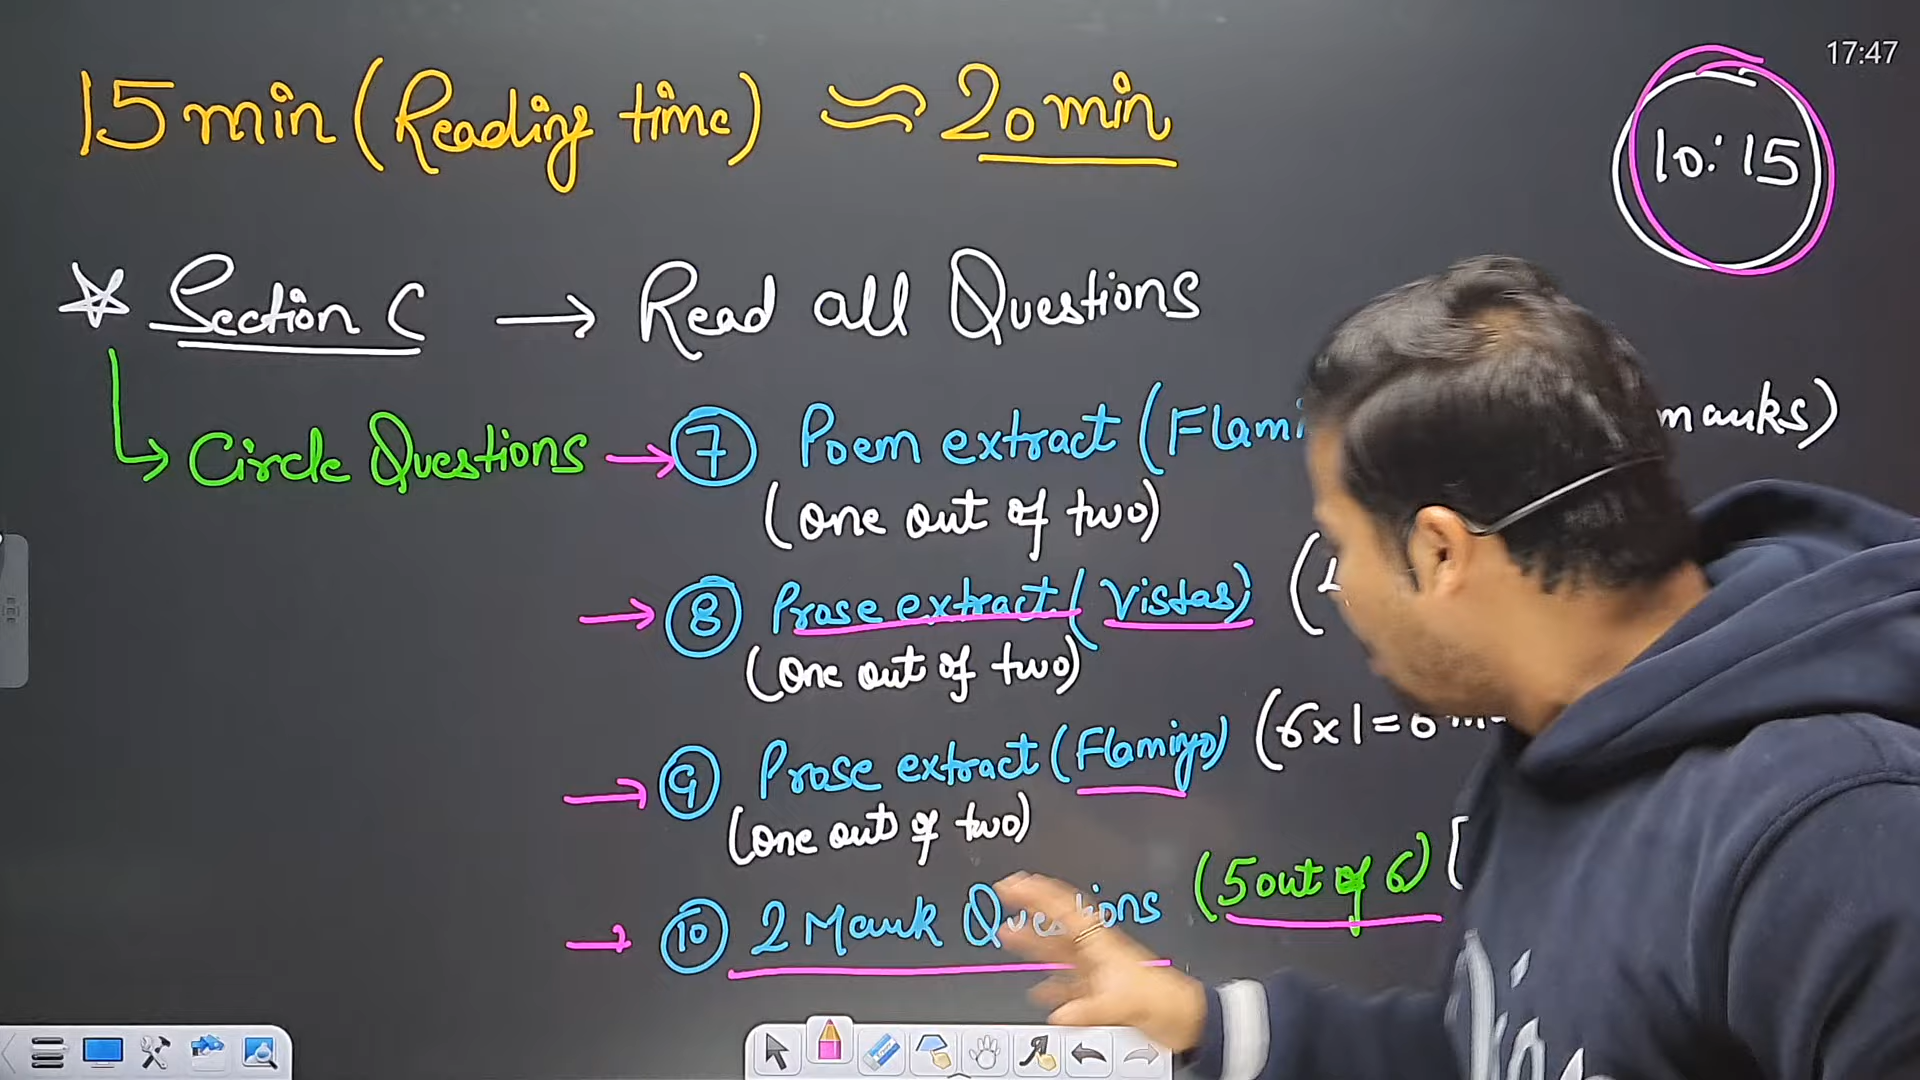 17:47
15 min (Reading time) ≈ 20 min
10:15
☆ Section C → Read all Questions
↳ Circle Questions → 7 Poem extract (Flami marks)
(one out of two)
→ 8 Prose extract (Vistas) (
(one out of two)
→ 9 Prose extract (Flamingo) (6x1=6
(one out of two)
→ 10 2 Mark Questions (5 out of 6) [